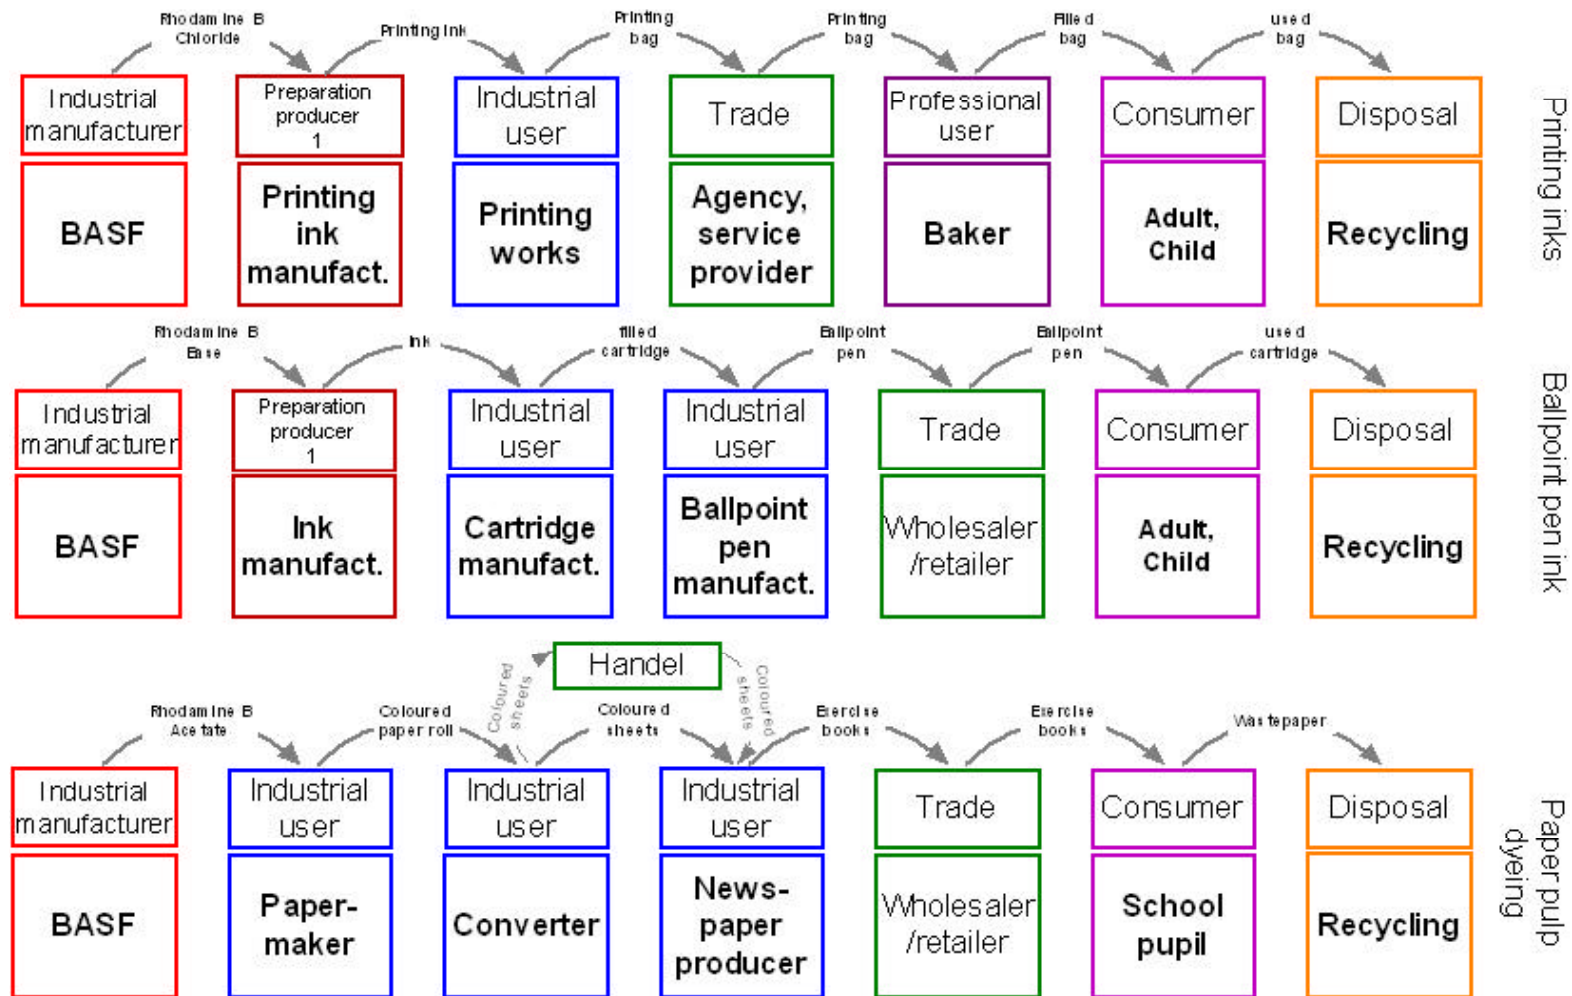 Rhodamine B
Chloride
Printing ink
Printing
bag
Printing
bag
Filled
bag
used
bag
Industrial
manufacturer
Preparation
producer
1
Industrial
user
Trade
Professional
user
Consumer
Disposal
BASF
Printing
ink
manufact.
Printing
works
Agency,
service
provider
Baker
Adult,
Child
Recycling
Printing inks
Rhodamine B
Base
Ink
filled
cartridge
Ballpoint
pen
Ballpoint
pen
used
cartridge
Industrial
manufacturer
Preparation
producer
1
Industrial
user
Industrial
user
Trade
Consumer
Disposal
BASF
Ink
manufact.
Cartridge
manufact.
Ballpoint
pen
manufact.
Wholesaler
/retailer
Adult,
Child
Recycling
Ballpoint pen ink
Handel
Coloured
sheets
Coloured
sheets
Rhodamine B
Acetate
Coloured
paper roll
Coloured
sheets
Exercise
books
Exercise
books
Wastepaper
Industrial
manufacturer
Industrial
user
Industrial
user
Industrial
user
Trade
Consumer
Disposal
BASF
Paper-
maker
Converter
News-
paper
producer
Wholesaler
/retailer
School
pupil
Recycling
Paper pulp
dyeing